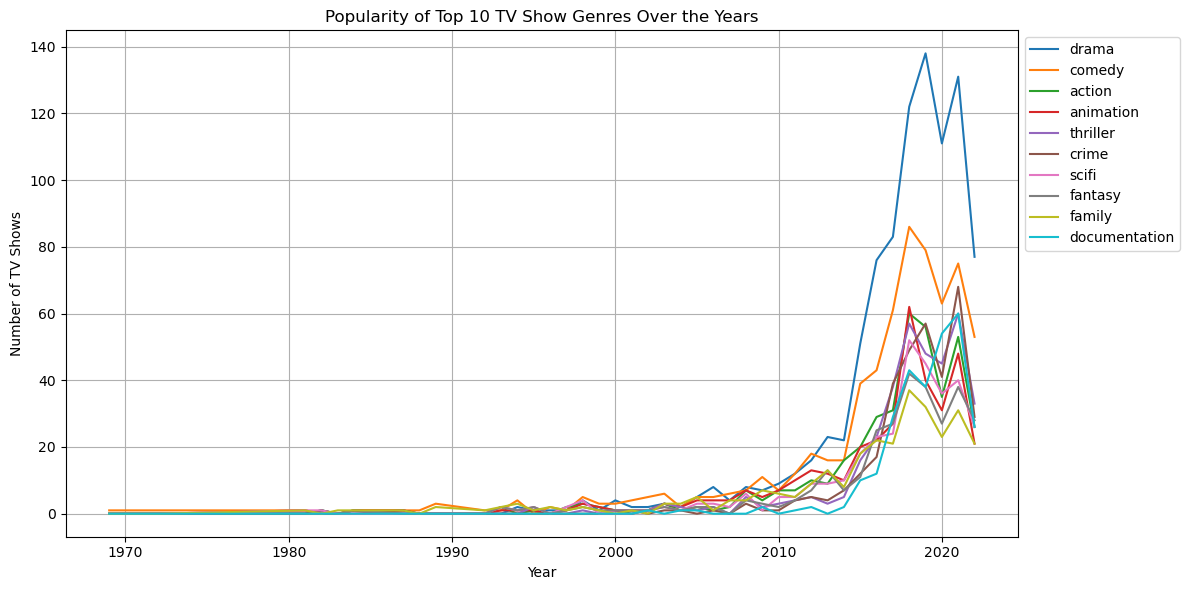 Popularity of Top 10 TV Show Genres Over the Years
Number of TV Shows
140
120
100
80
60
40
20
0
1970
1980
1990
2000
2010
2020
Year
drama
comedy
action
animation
thriller
crime
scifi
fantasy
family
documentation